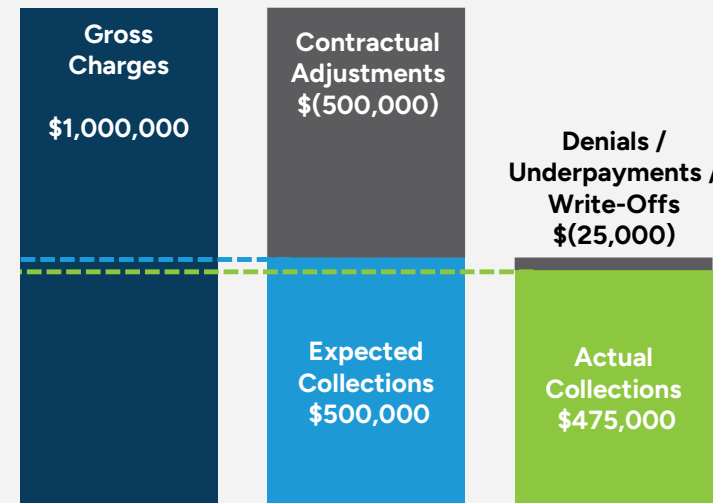 Gross
Charges
$1,000,000
Contractual
Adjustments
$(500,000)
Denials /
Underpayments /
Write-Offs
$(25,000)
Expected
Collections
$500,000
Actual
Collections
$475,000